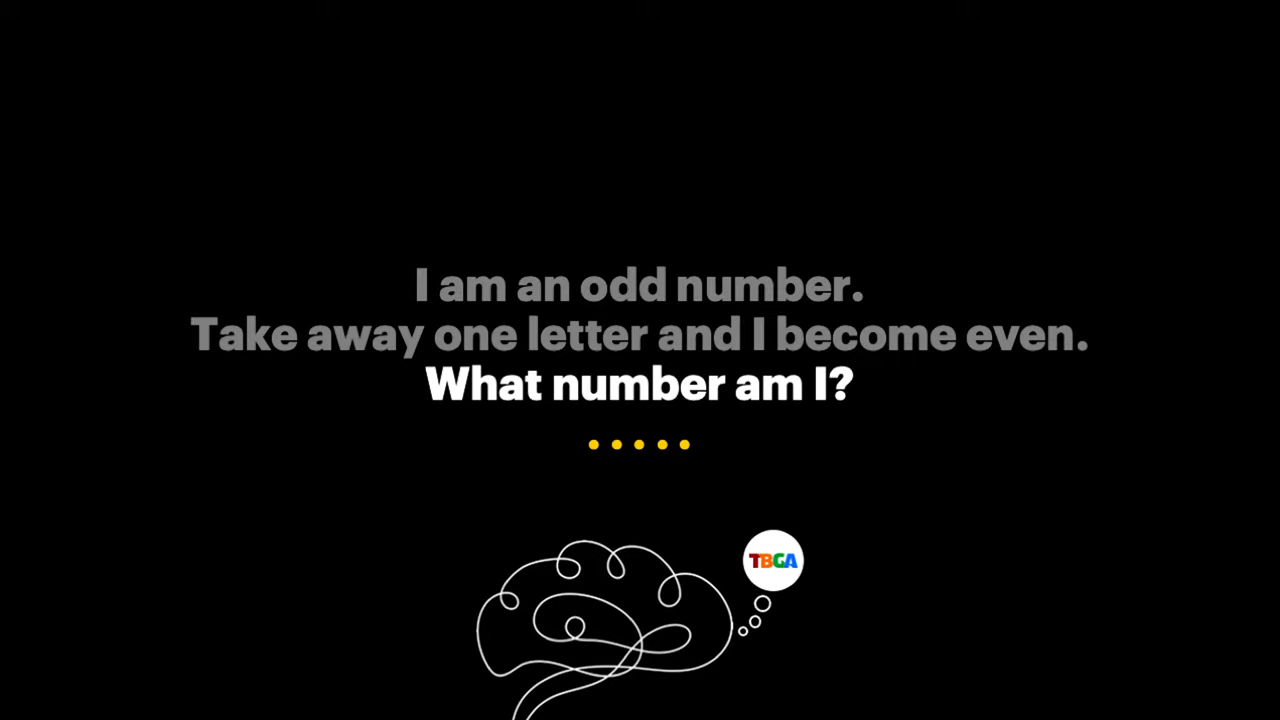 I am an odd number.
Take away one letter and I become even.
What number am I?
TBGA